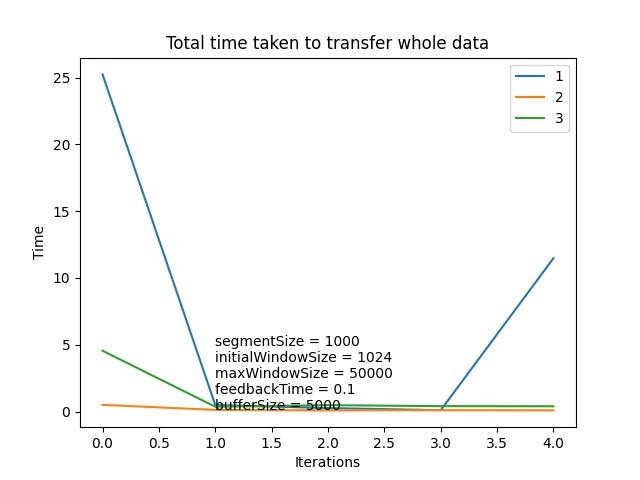 Total time taken to transfer whole data
1
2
3
25
20
15
10
5
0
Time
segmentSize = 1000
initialWindowSize = 1024
maxWindowSize = 50000
feedbackTime = 0.1
bufferSize = 5000
0.0 0.5 1.0 1.5 2.0 2.5 3.0 3.5 4.0
Iterations